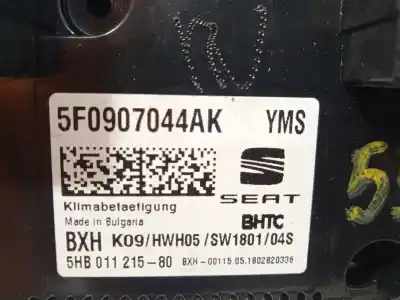 5F0907044AK YMS
SEAT
Klimabetaetigung
Made in Bulgaria
BHTC
BXH K09/HWH05/SW1801/04S
5HB 011 215-80 BXH-00115.05.1802820336